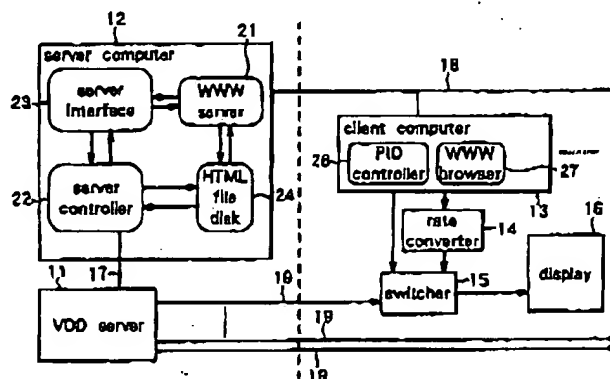 12
server computer
21
23
server
interface
WWW
server
18
client computer
26
PID
controller
WWW
browser
27
13
22
server
controller
HTML
file
disk
24
rate
converter
14
16
17
11
VOD server
19
switcher
15
display
19
19